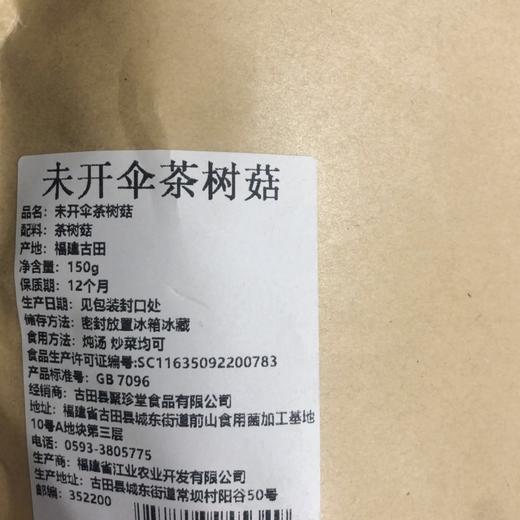 未开伞茶树菇
品名：未开伞茶树菇
配料：茶树菇
产地：福建古田
净含量：150g
保质期：12个月
生产日期：见包装封口处
储存方法：密封放置冰箱冰藏
食用方法：炖汤 炒菜均可
食品生产许可证编号:SC11635092200783
产品标准号：GB 7096
经销商：古田县聚珍堂食品有限公司
地址：福建省古田县城东街道前山食用菌加工基地
10号A地块第三层
电话：0593-3805775
生产商：福建省江业农业开发有限公司
生产地址：古田县城东街道常坝村阳谷50号
邮编：352200